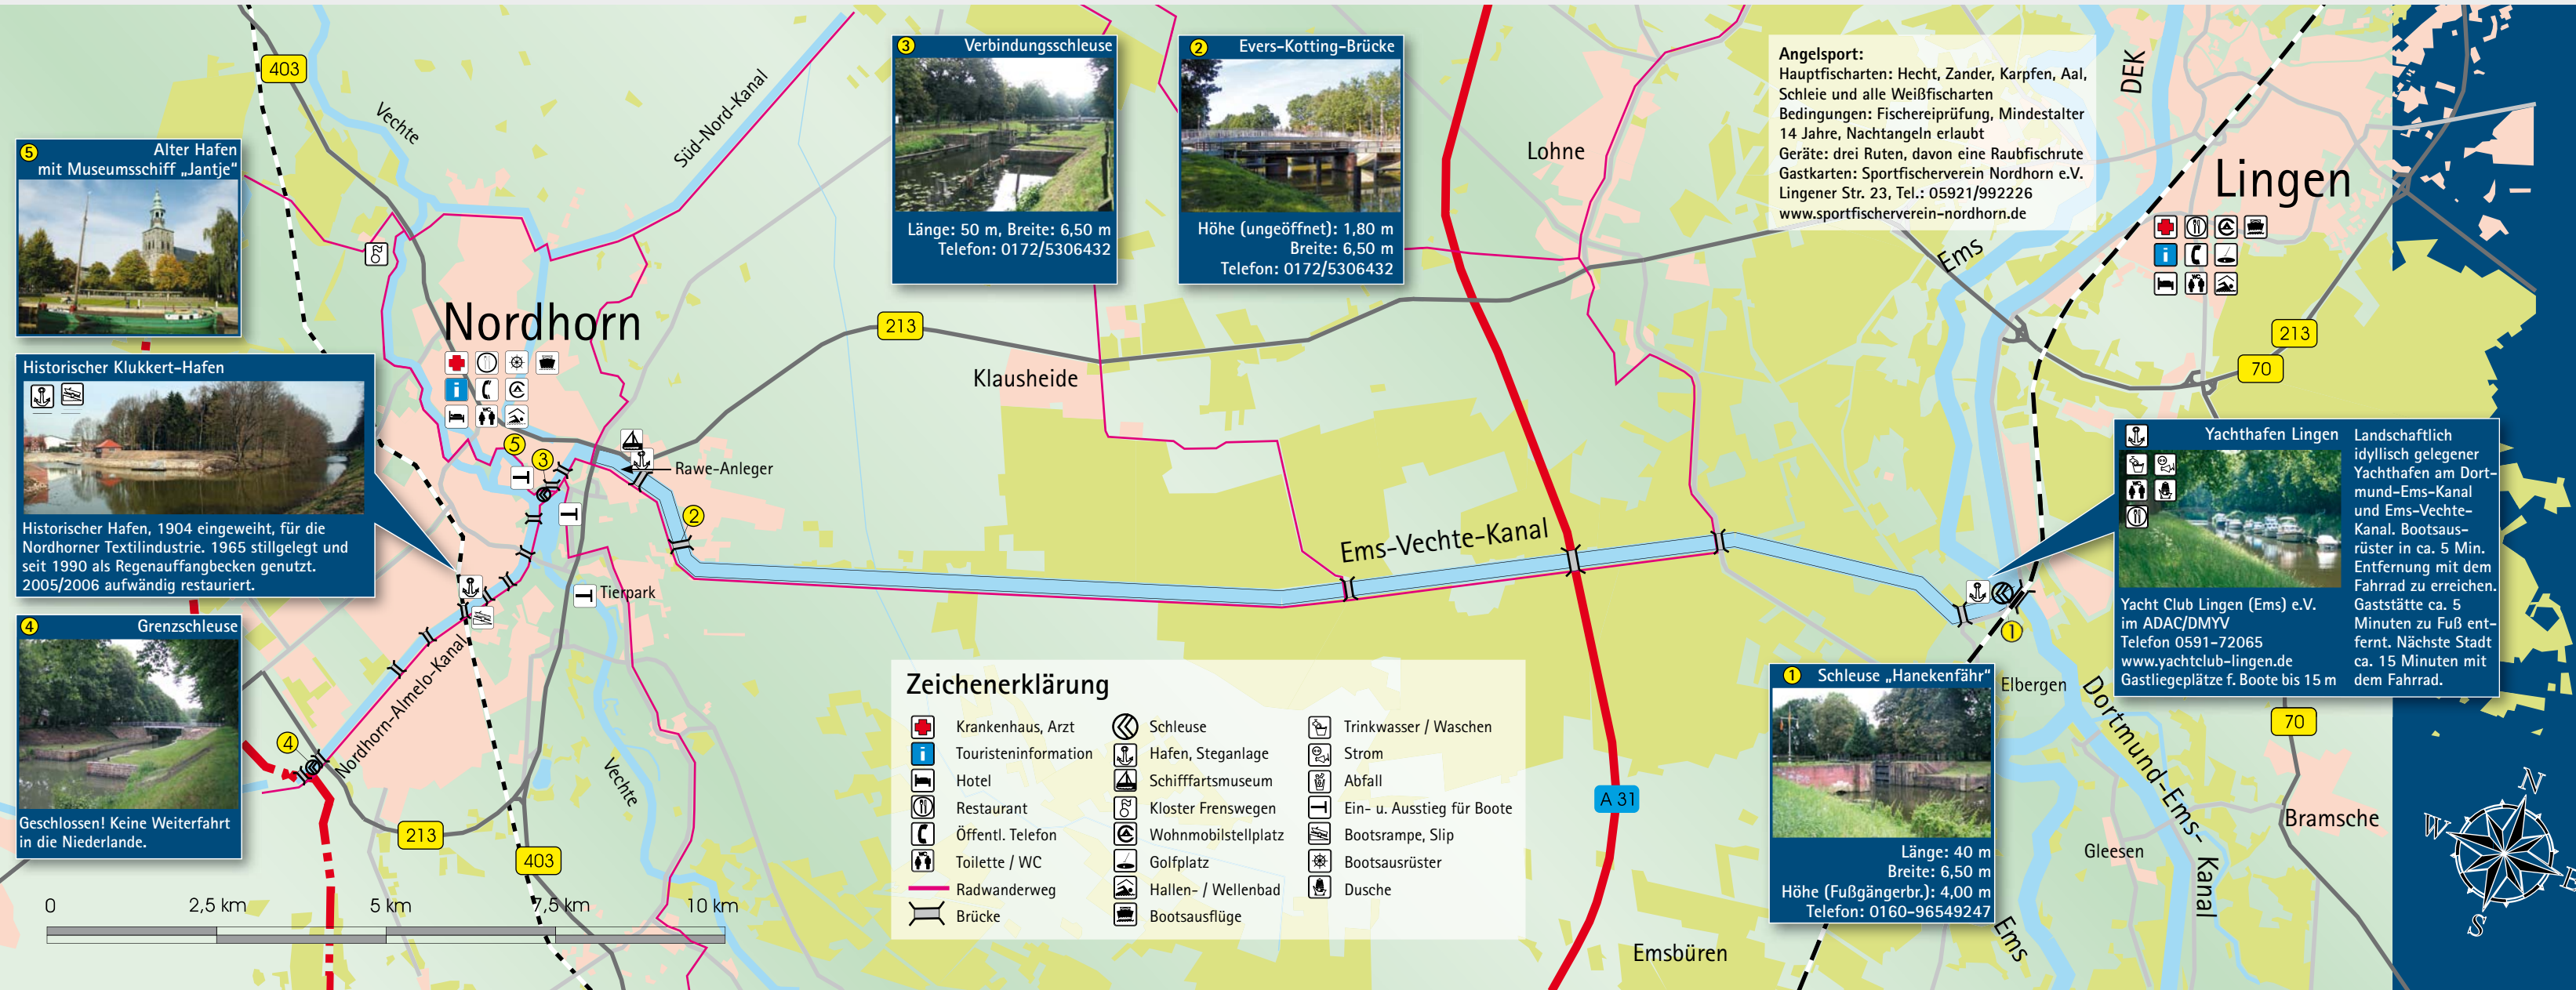 403
Vechte
Süd-Nord-Kanal
5
Alter Hafen
mit Museumsschiff „Jantje“
Historischer Klukkert-Hafen
Historischer Hafen, 1904 eingeweiht, für die
Nordhorner Textilindustrie. 1965 stillgelegt und
seit 1990 als Regenauffangbecken genutzt.
2005/2006 aufwändig restauriert.
4
Grenzschleuse
Geschlossen! Keine Weiterfahrt
in die Niederlande.
Nordhorn
5
3
Rawe-Anleger
2
Tierpark
4
Nordhorn-Almelo-Kanal
Vechte
213
403
0
2,5 km
5 km
7,5 km
10 km
3
Verbindungsschleuse
Länge: 50 m, Breite: 6,50 m
Telefon: 0172/5306432
2
Evers-Kotting-Brücke
Höhe (ungeöffnet): 1,80 m
Breite: 6,50 m
Telefon: 0172/5306432
213
Klausheide
Lohne
Ems-Vechte-Kanal
Angelsport:
Hauptfischarten: Hecht, Zander, Karpfen, Aal,
Schleie und alle Weißfischarten
Bedingungen: Fischereiprüfung, Mindestalter
14 Jahre, Nachtangeln erlaubt
Geräte: drei Ruten, davon eine Raubfischrute
Gastkarten: Sportfischerverein Nordhorn e.V.
Lingener Str. 23, Tel.: 05921/992226
www.sportfischerverein-nordhorn.de
DEK
Lingen
Ems
213
70
Yachthafen Lingen
Yacht Club Lingen (Ems) e.V.
im ADAC/DMYV
Telefon 0591-72065
www.yachtclub-lingen.de
Gastliegeplätze f. Boote bis 15 m
Landschaftlich
idyllisch gelegener
Yachthafen am Dort-
mund-Ems-Kanal
und Ems-Vechte-
Kanal. Bootsaus-
rüster in ca. 5 Min.
Entfernung mit dem
Fahrrad zu erreichen.
Gaststätte ca. 5
Minuten zu Fuß ent-
fernt. Nächste Stadt
ca. 15 Minuten mit
dem Fahrrad.
1
Elbergen
Dortmund-Ems-
Kanal
70
Bramsche
Gleesen
Ems
1
Schleuse „Hanekenfähr“
Länge: 40 m
Breite: 6,50 m
Höhe (Fußgängerbr.): 4,00 m
Telefon: 0160-96549247
A 31
Emsbüren
Zeichenerklärung
Krankenhaus, Arzt
Touristeninformation
Hotel
Restaurant
Öffentl. Telefon
Toilette / WC
Radwanderweg
Brücke
Schleuse
Hafen, Steganlage
Schifffartsmuseum
Kloster Frenswegen
Wohnmobilstellplatz
Golfplatz
Hallen- / Wellenbad
Bootsausflüge
Trinkwasser / Waschen
Strom
Abfall
Ein- u. Ausstieg für Boote
Bootsrampe, Slip
Bootsausrüster
Dusche
N
W
E
S